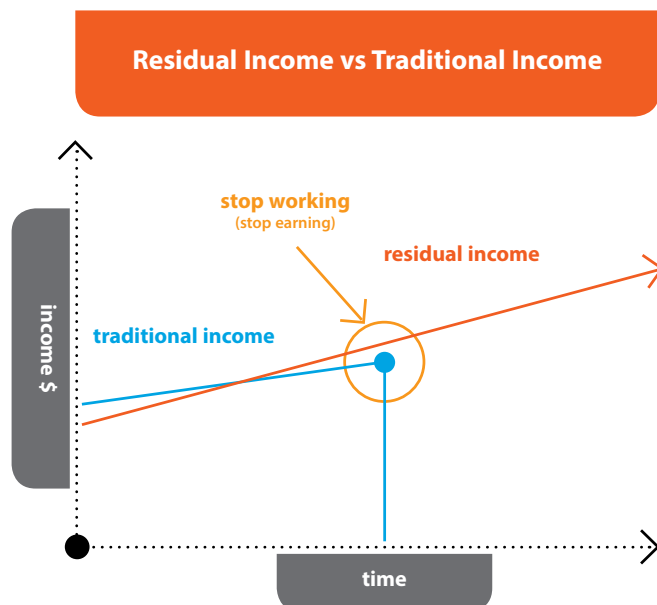 Residual Income vs Traditional Income
stop working
(stop earning)
residual income
traditional income
income $
time